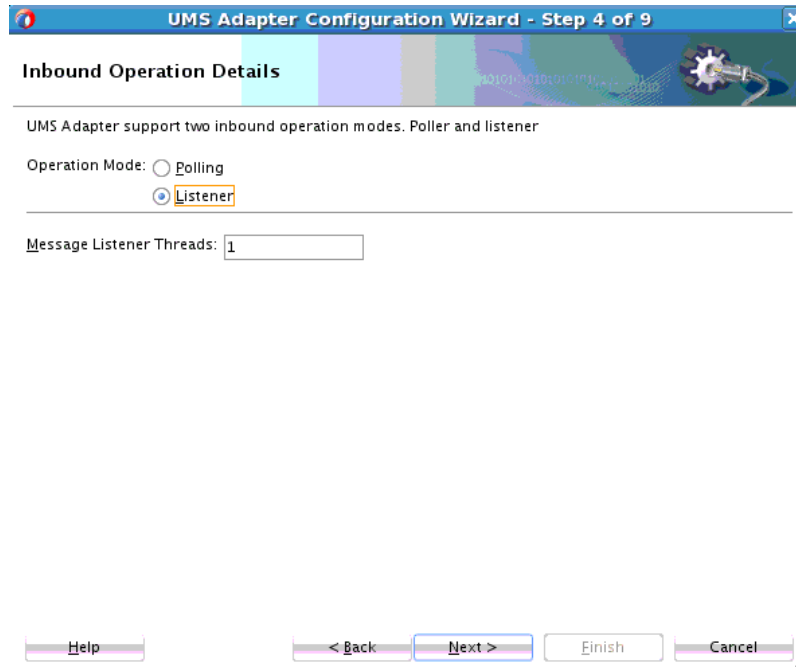 UMS Adapter Configuration Wizard - Step 4 of 9
Inbound Operation Details
UMS Adapter support two inbound operation modes. Poller and listener
Operation Mode: Polling
Listener
Message Listener Threads: 1
Help < Back Next > Finish Cancel